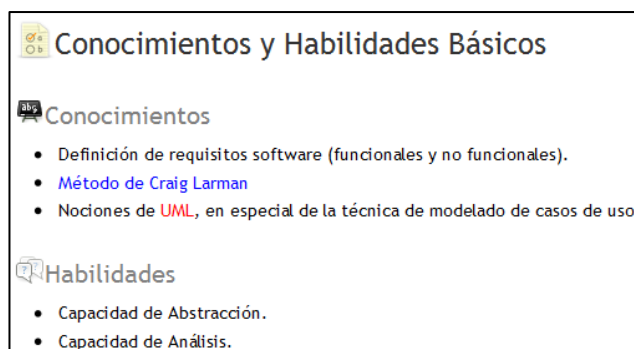 Conocimientos y Habilidades Básicos
abc
Conocimientos
• Definición de requisitos software (funcionales y no funcionales).
• Método de Craig Larman
• Nociones de UML, en especial de la técnica de modelado de casos de uso
Habilidades
• Capacidad de Abstracción.
• Capacidad de Análisis.